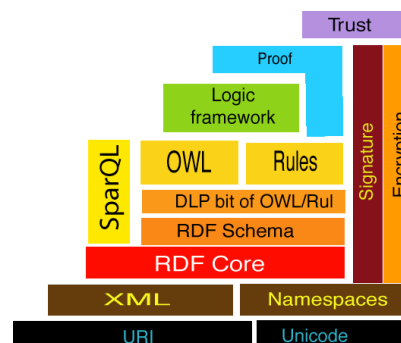 Trust
Proof
Logic
framework
SparQL
OWL
Rules
DLP bit of OWL/Rul
RDF Schema
RDF Core
Signature
Encryption
XML
Namespaces
URI
Unicode